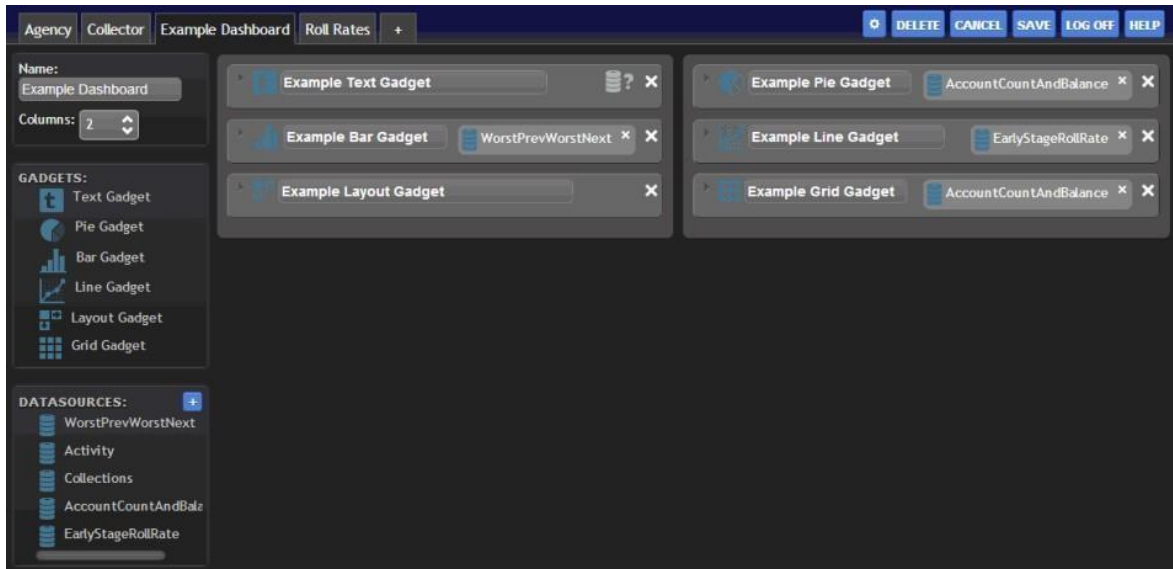 Agency Collector Example Dashboard Roll Rates +
DELETE CANCEL SAVE LOG OFF HELP
Name:
Example Dashboard
Columns: 2
GADGETS:
Text Gadget
Pie Gadget
Bar Gadget
Line Gadget
Layout Gadget
Grid Gadget
DATASOURCES: +
WorstPrevWorstNext
Activity
Collections
AccountCountAndBala
EarlyStageRollRate
Example Text Gadget ? ×
Example Bar Gadget WorstPrevWorstNext × ×
Example Layout Gadget ×
Example Pie Gadget AccountCountAndBalance × ×
Example Line Gadget EarlyStageRollRate × ×
Example Grid Gadget AccountCountAndBalance × ×